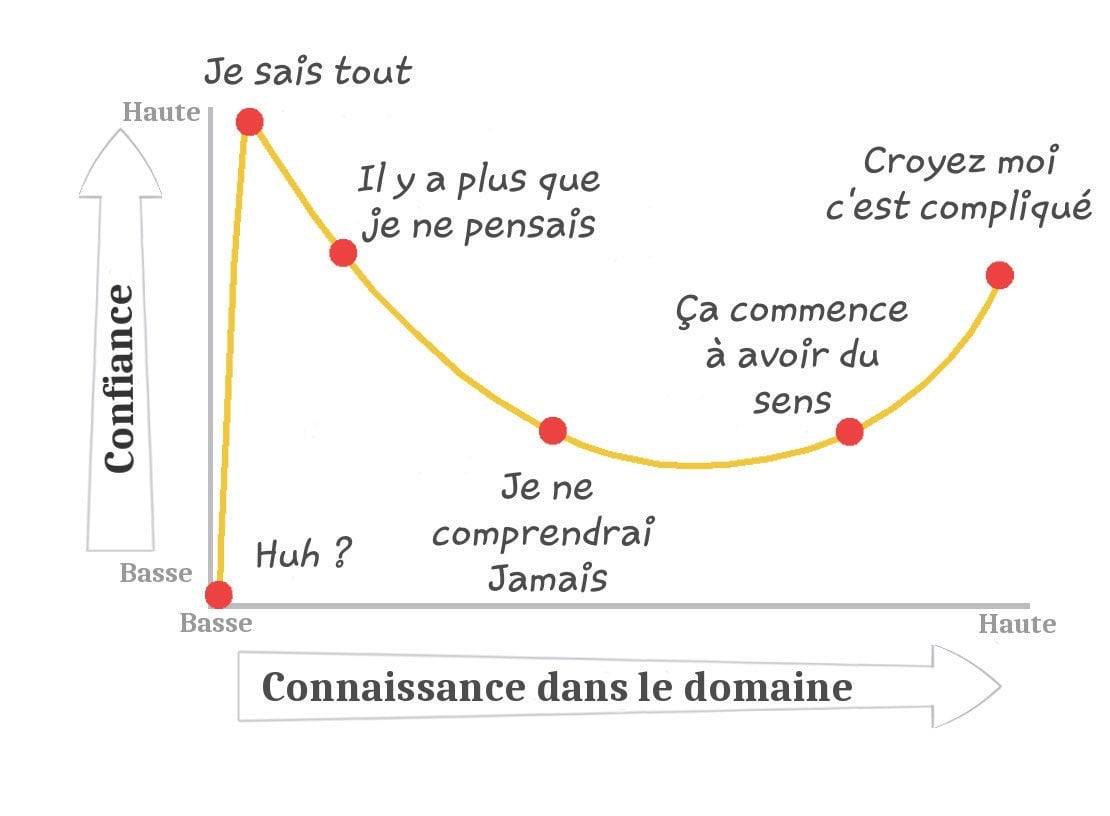 Je sais tout
Haute
Il y a plus que
je ne pensais
Croyez moi
c'est compliqué
Ça commence
à avoir du
sens
Confiance
Je ne
comprendrai
Jamais
Huh ?
Basse
Basse
Haute
Connaissance dans le domaine